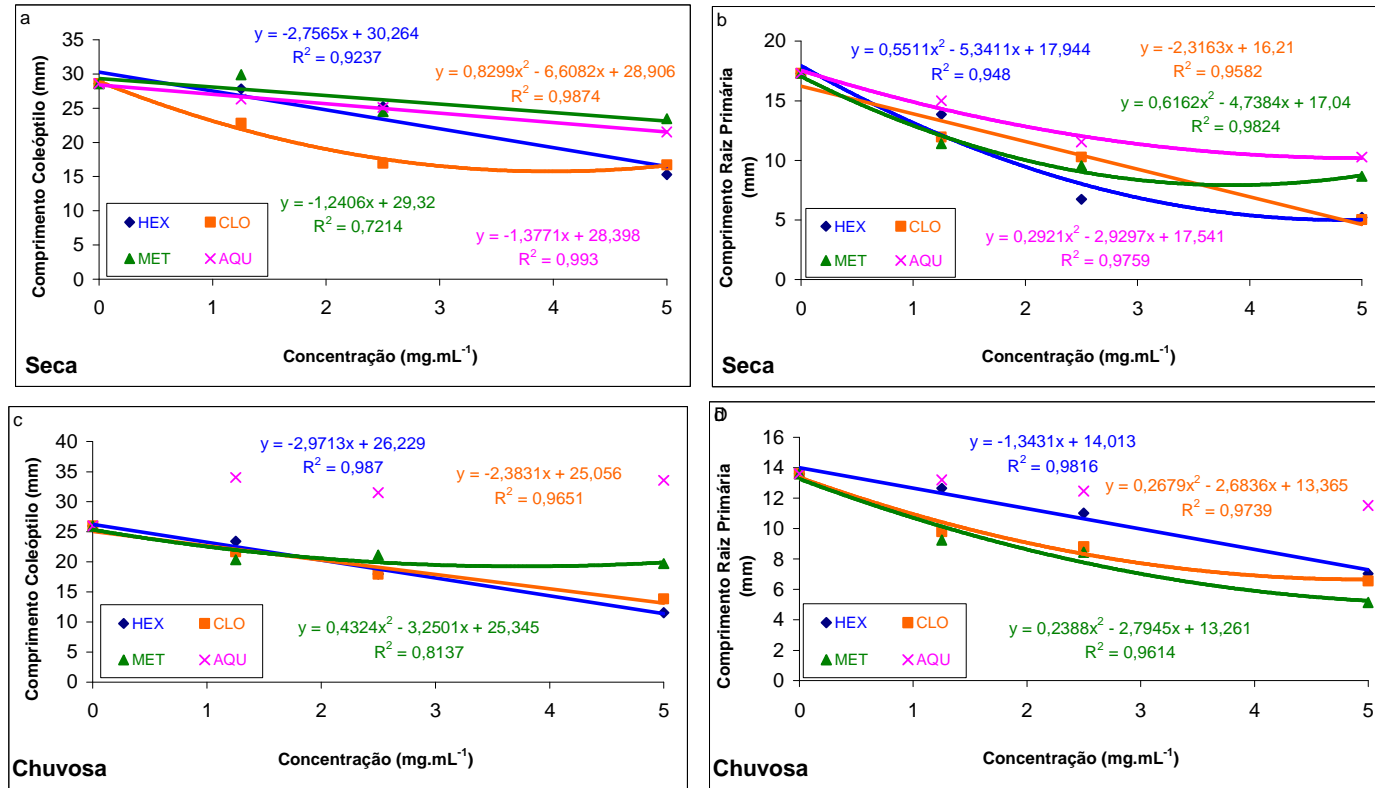 a
y = -2,7565x + 30,264
R² = 0,9237
y = 0,8299x² - 6,6082x + 28,906
R² = 0,9874
y = -1,2406x + 29,32
R² = 0,7214
y = -1,3771x + 28,398
R² = 0,993
Comprimento Coleóptilo (mm)
35
30
25
20
15
10
5
0
HEX CLO
MET AQU
0 1 2 3 4 5
Concentração (mg.mL⁻¹)
Seca
b
y = 0,5511x² - 5,3411x + 17,944
R² = 0,948
y = -2,3163x + 16,21
R² = 0,9582
y = 0,6162x² - 4,7384x + 17,04
R² = 0,9824
y = 0,2921x² - 2,9297x + 17,541
R² = 0,9759
Comprimento Raiz Primária
(mm)
20
15
10
5
0
HEX CLO
MET AQU
0 1 2 3 4 5
Concentração (mg.mL⁻¹)
Seca
c
y = -2,9713x + 26,229
R² = 0,987
y = -2,3831x + 25,056
R² = 0,9651
y = 0,4324x² - 3,2501x + 25,345
R² = 0,8137
Comprimento Coleóptilo (mm)
40
35
30
25
20
15
10
5
0
HEX CLO
MET AQU
0 1 2 3 4 5
Concentração (mg.mL⁻¹)
Chuvosa
y = -1,3431x + 14,013
R² = 0,9816
y = 0,2679x² - 2,6836x + 13,365
R² = 0,9739
y = 0,2388x² - 2,7945x + 13,261
R² = 0,9614
Comprimento Raiz Primária
(mm)
16
14
12
10
8
6
4
2
0
HEX CLO
MET AQU
0 1 2 3 4 5
Concentração (mg.mL⁻¹)
Chuvosa